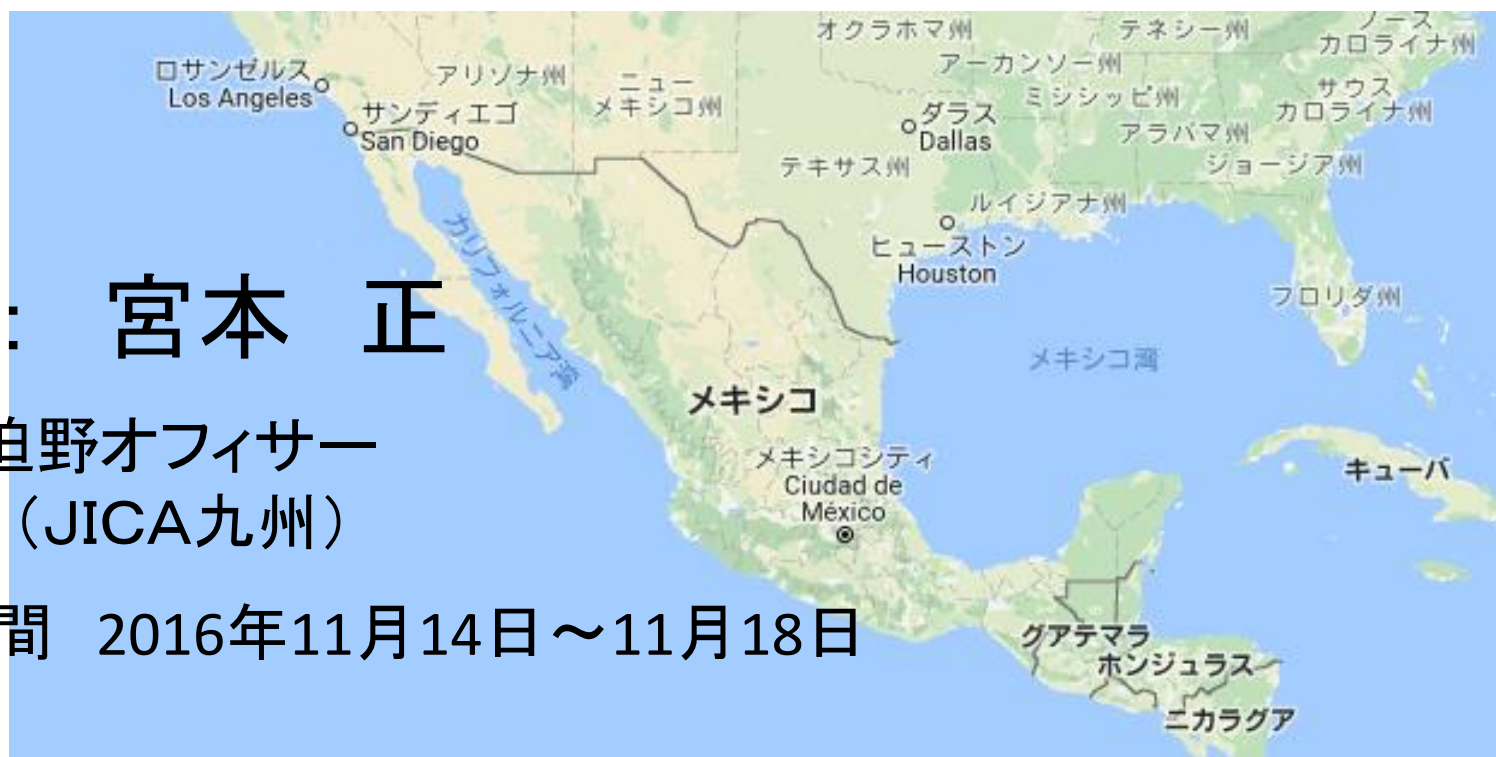 オクラホマ州
テネシー州
ノース
カロライナ州
ロサンゼルス
Los Angeles
アリゾナ州
ニュー
メキシコ州
アーカンソー州
ミシシッピ州
サウス
カロライナ州
サンディエゴ
San Diego
ダラス
Dallas
アラバマ州
テキサス州
ジョージア州
ルイジアナ州
ヒューストン
Houston
カリフォルニア湾
フロリダ州
: 宮本 正
メキシコ湾
メキシコ
迫野オフィサー
メキシコシティ
Ciudad de
México
キューバ
（JICA九州）
間 2016年11月14日～11月18日
グアテマラ
ホンジュラス
ニカラグア